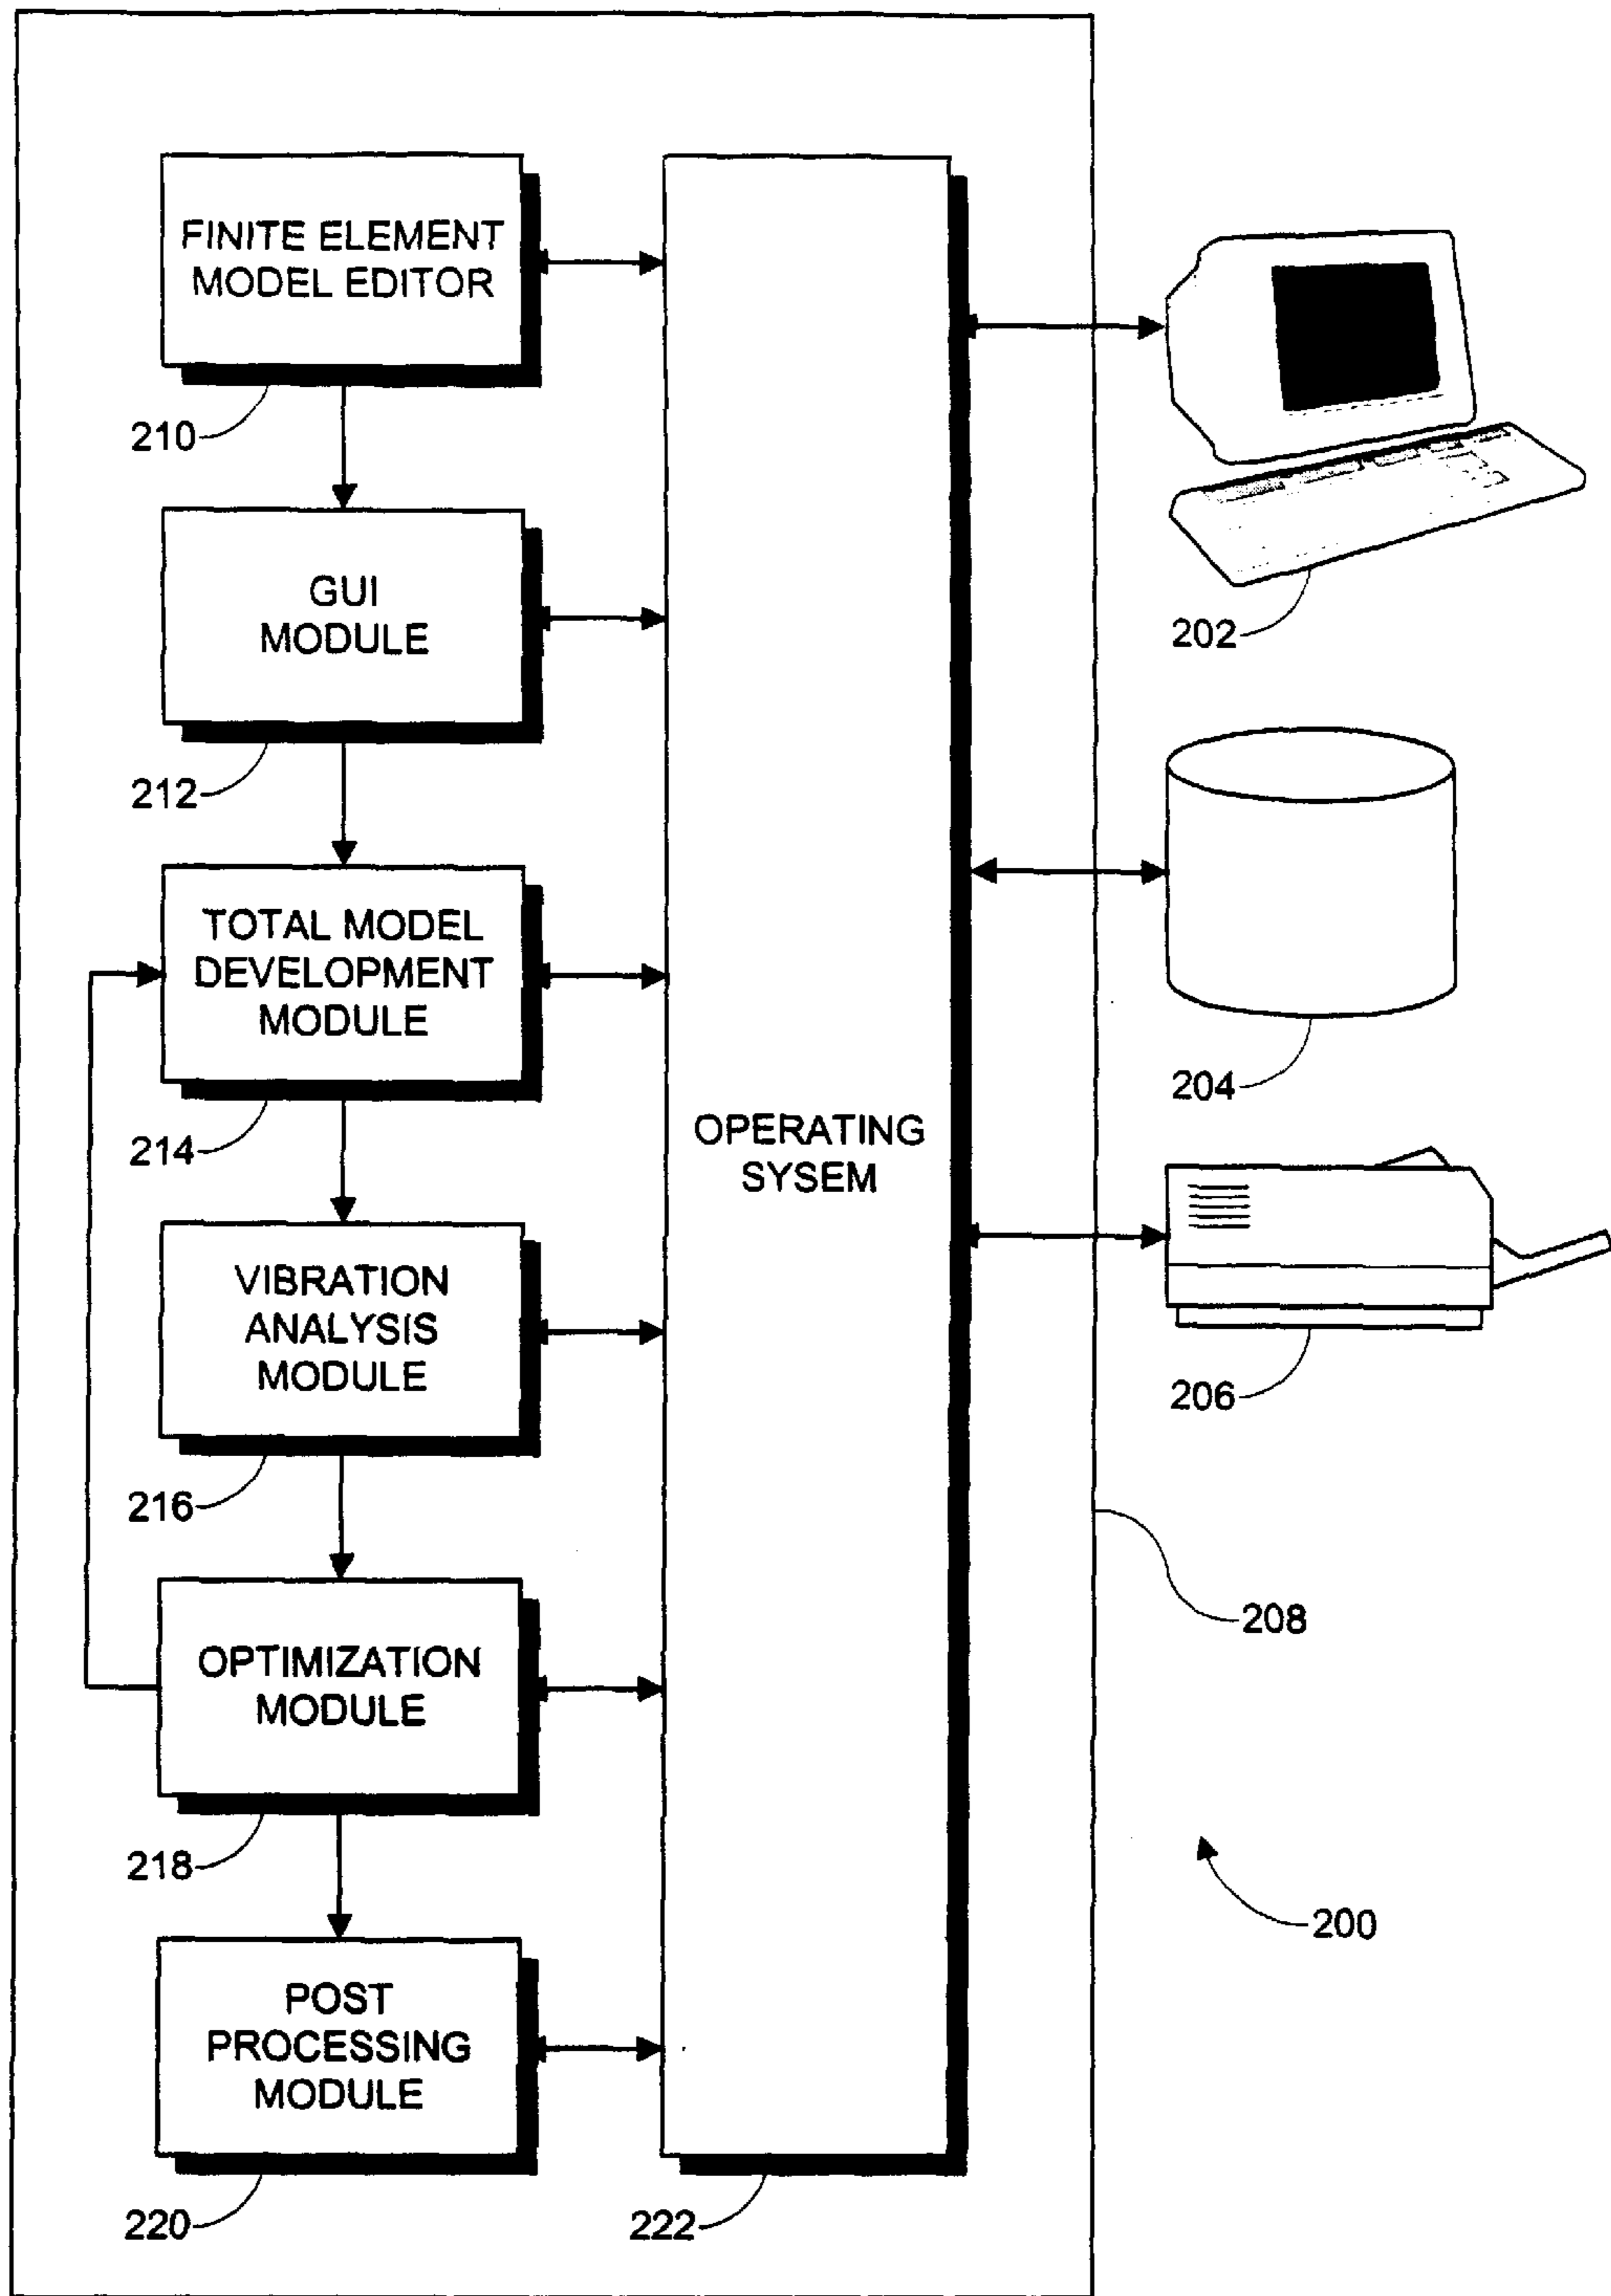 FINITE ELEMENT
MODEL EDITOR
210
GUI
MODULE
212
TOTAL MODEL
DEVELOPMENT
MODULE
214
VIBRATION
ANALYSIS
MODULE
216
OPTIMIZATION
MODULE
218
POST
PROCESSING
MODULE
220
OPERATING
SYSEM
222
202
204
206
208
200